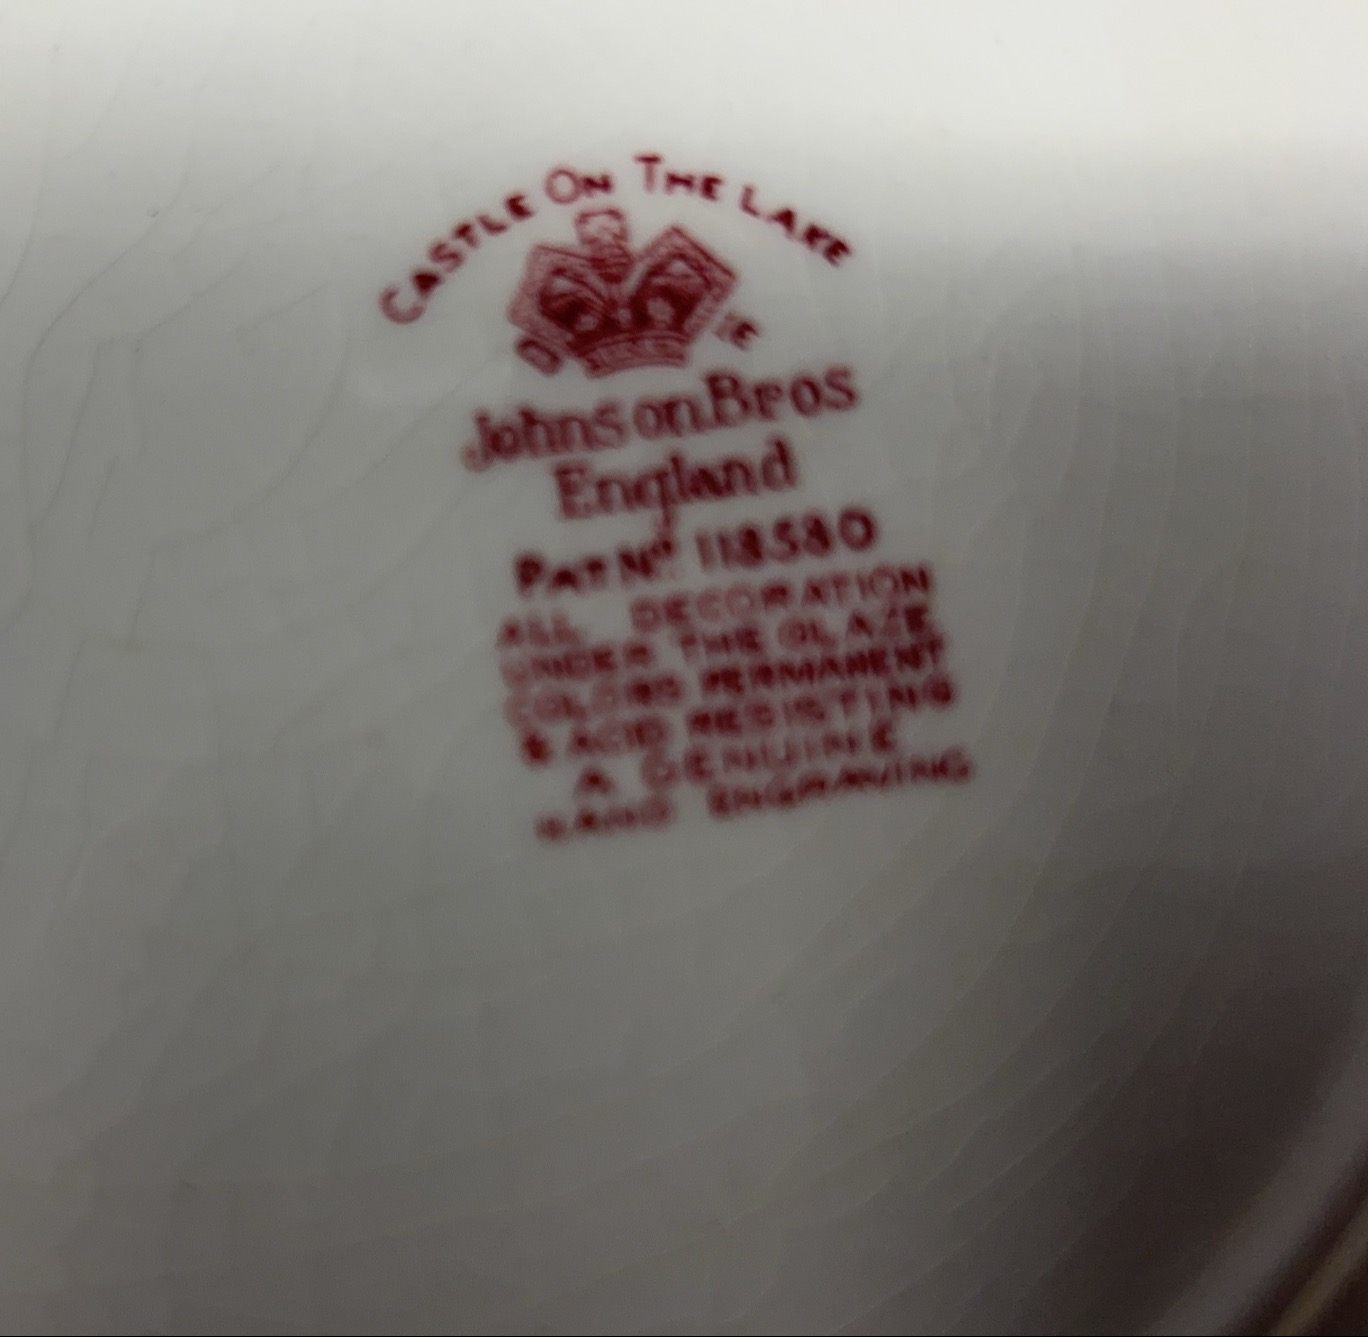 CASTLE ON THE LAKE
Johnson Bros
England
PAT Nº 118580
ALL DECORATION
UNDER THE GLAZE
COLORS PERMANENT
& ACID RESISTING
A GENUINE
HAND ENGRAVING